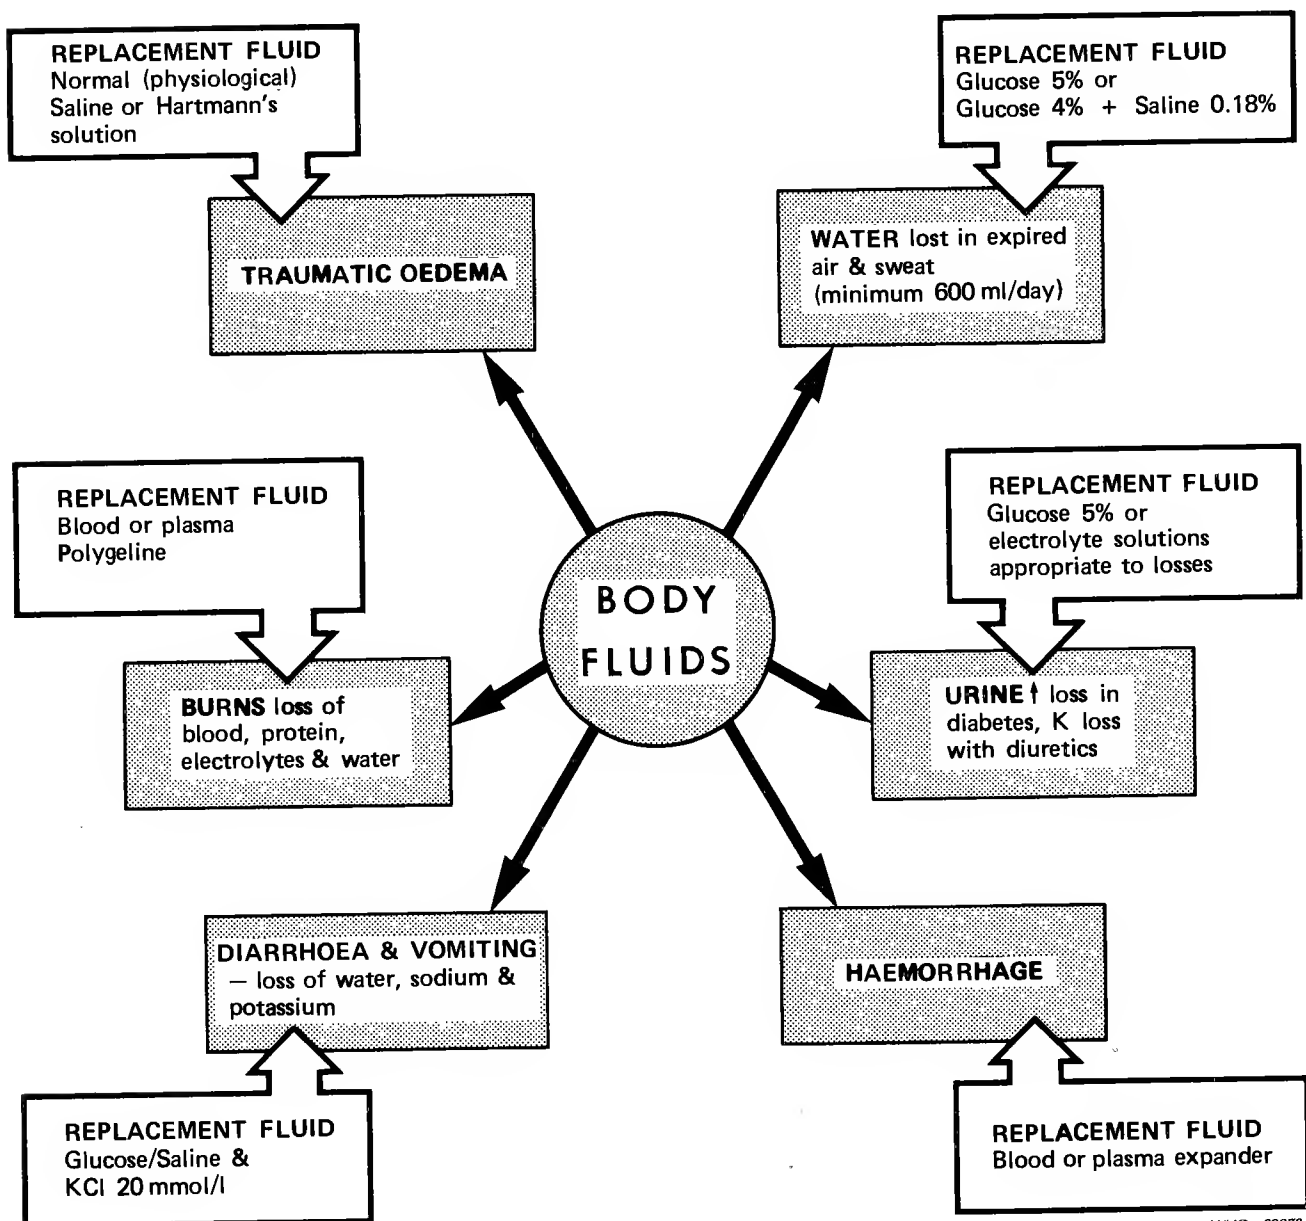 REPLACEMENT FLUID
Normal (physiological)
Saline or Hartmann's
solution
REPLACEMENT FLUID
Glucose 5% or
Glucose 4% + Saline 0.18%
TRAUMATIC OEDEMA
WATER lost in expired
air & sweat
(minimum 600 ml/day)
REPLACEMENT FLUID
Blood or plasma
Polygeline
REPLACEMENT FLUID
Glucose 5% or
electrolyte solutions
appropriate to losses
BODY
FLUIDS
BURNS loss of
blood, protein,
electrolytes & water
URINE ↑ loss in
diabetes, K loss
with diuretics
DIARRHOEA & VOMITING
— loss of water, sodium &
potassium
HAEMORRHAGE
REPLACEMENT FLUID
Glucose/Saline &
KCl 20 mmol/l
REPLACEMENT FLUID
Blood or plasma expander